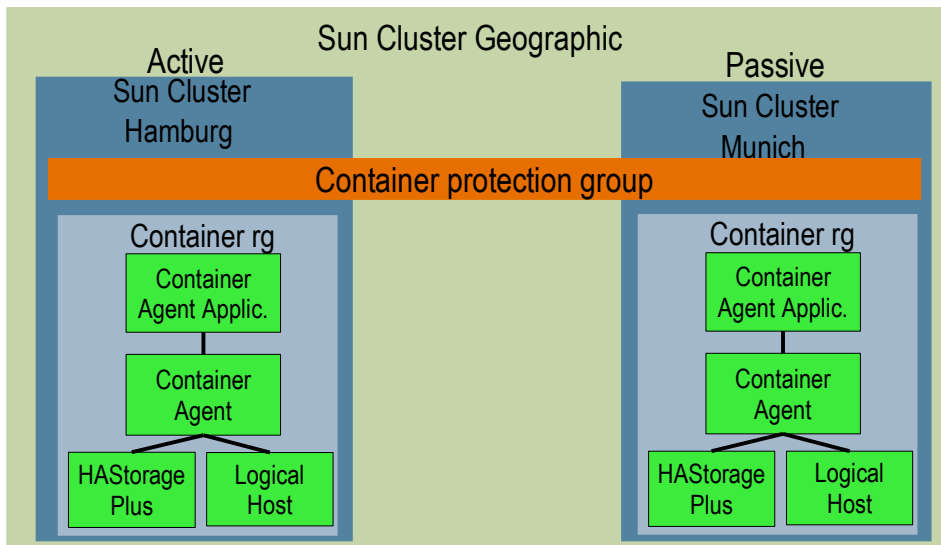 Sun Cluster Geographic
Active
Sun Cluster
Hamburg
Passive
Sun Cluster
Munich
Container protection group
Container rg
Container
Agent Applic.
Container
Agent
HAStorage
Plus
Logical
Host
Container rg
Container
Agent Applic.
Container
Agent
HAStorage
Plus
Logical
Host